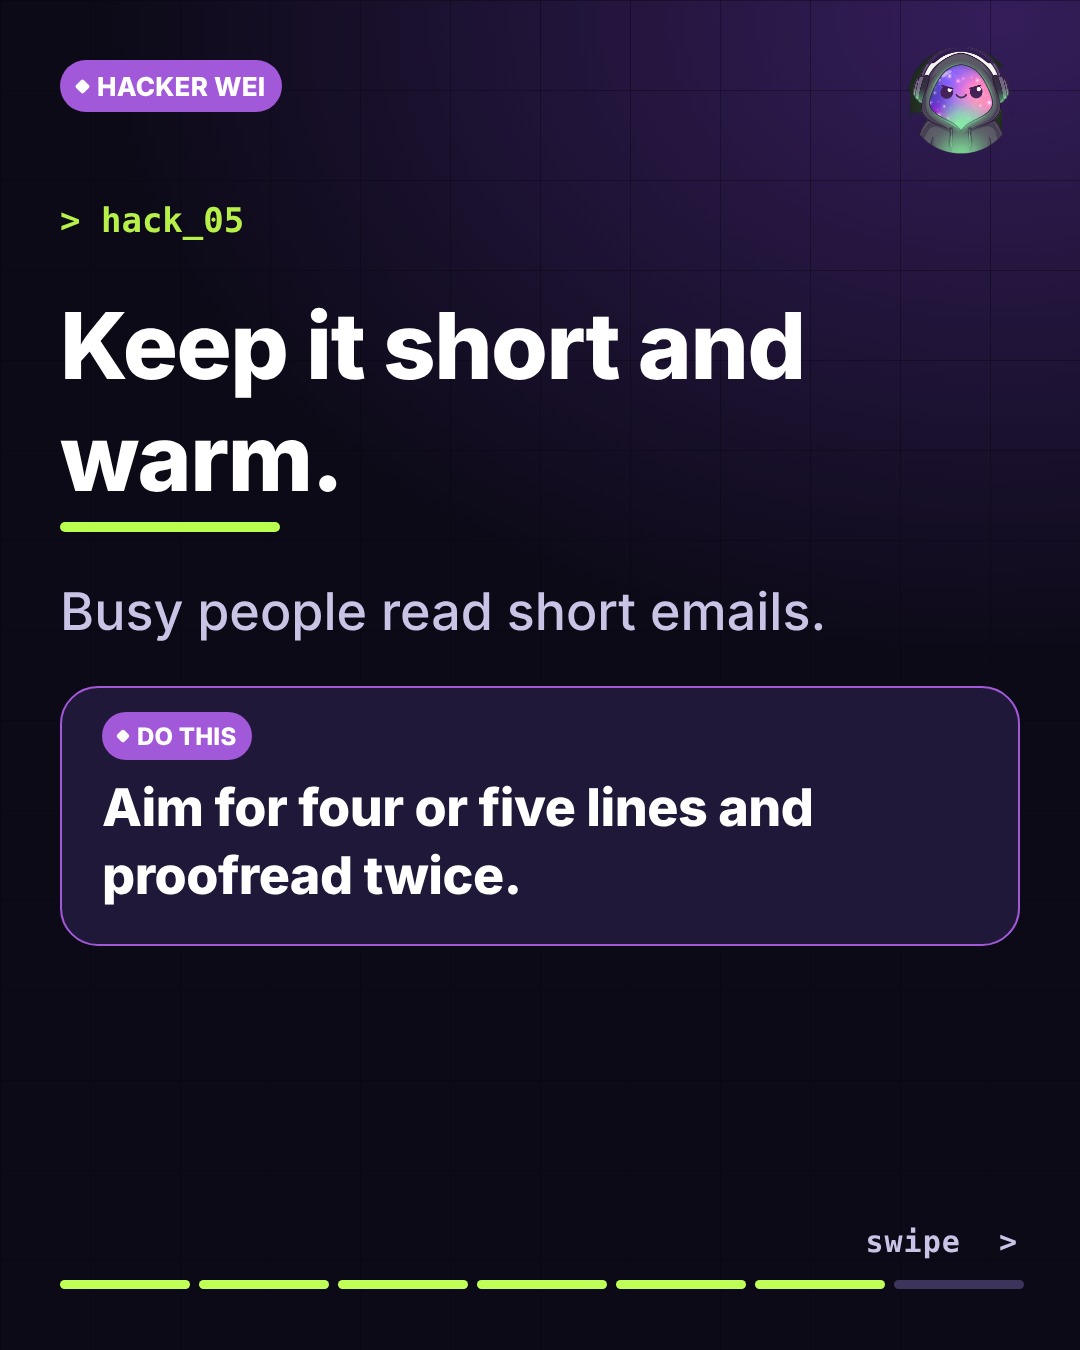 HACKER WEI
> hack_05
Keep it short and
warm.
Busy people read short emails.
DO THIS
Aim for four or five lines and
proofread twice.
swipe >